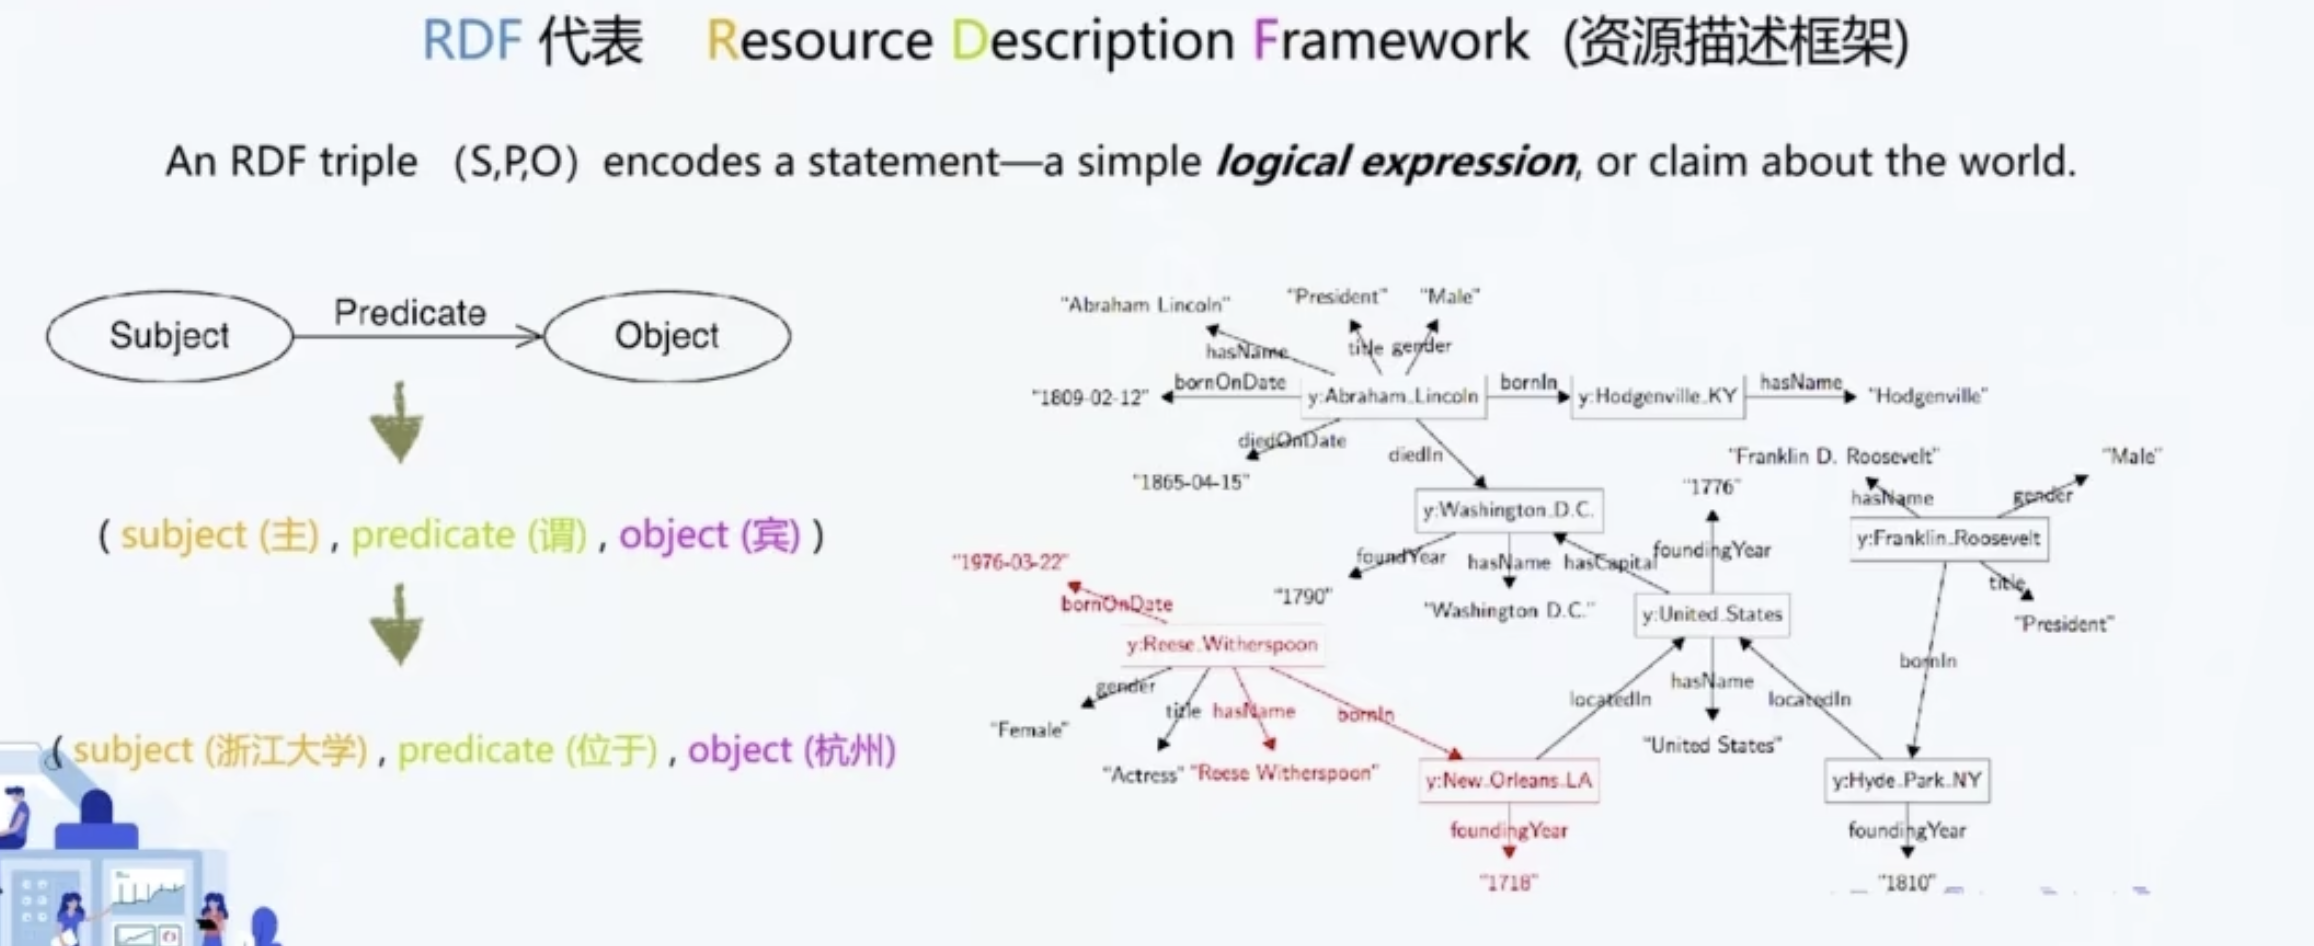 RDF 代表 Resource Description Framework (资源描述框架)
An RDF triple （S,P,O）encodes a statement—a simple logical expression, or claim about the world.
Subject
Predicate
Object
( subject (主) , predicate (谓) , object (宾) )
( subject (浙江大学) , predicate (位于) , object (杭州)
"Abraham Lincoln"
"President"
"Male"
hasName
title
gender
"1809-02-12"
bornOnDate
y:Abraham_Lincoln
bornIn
y:Hodgenville_KY
hasName
"Hodgenville"
diedOnDate
"1865-04-15"
diedIn
"Franklin D. Roosevelt"
"Male"
"1776"
hasName
gender
y:Washington_D.C.
y:Franklin_Roosevelt
foundYear
hasName
hasCapital
foundingYear
title
"1976-03-22"
bornOnDate
"1790"
"Washington D.C."
y:United_States
"President"
y:Reese_Witherspoon
bornIn
gender
title
hasName
bornIn
locatedIn
hasName
locatedIn
"Female"
"Actress"
"Reese Witherspoon"
"United States"
y:New_Orleans_LA
y:Hyde_Park_NY
foundingYear
foundingYear
"1718"
"1810"